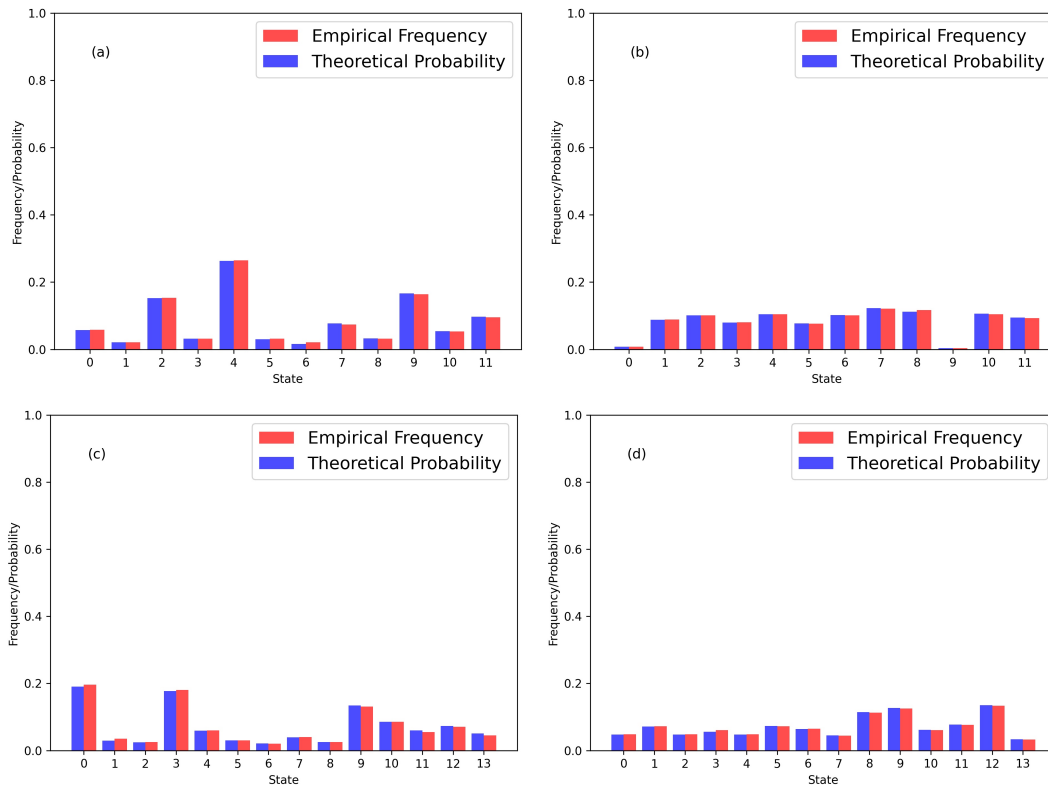 1.0
0.8
0.6
0.4
0.2
0.0
Frequency/Probability
(a)
Empirical Frequency
Theoretical Probability
0 1 2 3 4 5 6 7 8 9 10 11
State
1.0
0.8
0.6
0.4
0.2
0.0
Frequency/Probability
(b)
Empirical Frequency
Theoretical Probability
0 1 2 3 4 5 6 7 8 9 10 11
State
1.0
0.8
0.6
0.4
0.2
0.0
Frequency/Probability
(c)
Empirical Frequency
Theoretical Probability
0 1 2 3 4 5 6 7 8 9 10 11 12 13
State
1.0
0.8
0.6
0.4
0.2
0.0
Frequency/Probability
(d)
Empirical Frequency
Theoretical Probability
0 1 2 3 4 5 6 7 8 9 10 11 12 13
State